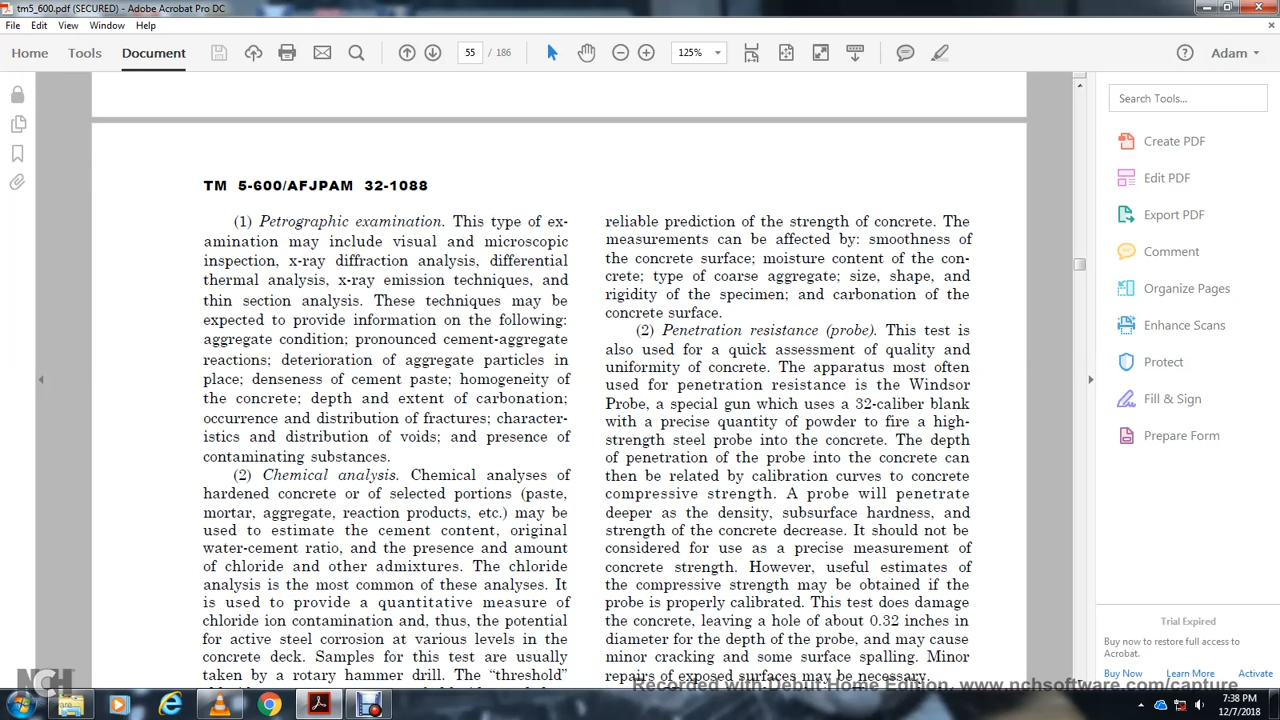 tm5_600.pdf (SECURED) - Adobe Acrobat Pro DC
File Edit View Window Help
Home Tools Document 55 / 186 125% Adam
TM 5-600/AFJPAM 32-1088
(1) Petrographic examination. This type of ex-
amination may include visual and microscopic
inspection, x-ray diffraction analysis, differential
thermal analysis, x-ray emission techniques, and
thin section analysis. These techniques may be
expected to provide information on the following:
aggregate condition; pronounced cement-aggregate
reactions; deterioration of aggregate particles in
place; denseness of cement paste; homogeneity of
the concrete; depth and extent of carbonation;
occurrence and distribution of fractures; character-
istics and distribution of voids; and presence of
contaminating substances.
(2) Chemical analysis. Chemical analyses of
hardened concrete or of selected portions (paste,
mortar, aggregate, reaction products, etc.) may be
used to estimate the cement content, original
water-cement ratio, and the presence and amount
of chloride and other admixtures. The chloride
analysis is the most common of these analyses. It
is used to provide a quantitative measure of
chloride ion contamination and, thus, the potential
for active steel corrosion at various levels in the
concrete deck. Samples for this test are usually
taken by a rotary hammer drill. The “threshold”
reliable prediction of the strength of concrete. The
measurements can be affected by: smoothness of
the concrete surface; moisture content of the con-
crete; type of coarse aggregate; size, shape, and
rigidity of the specimen; and carbonation of the
concrete surface.
(2) Penetration resistance (probe). This test is
also used for a quick assessment of quality and
uniformity of concrete. The apparatus most often
used for penetration resistance is the Windsor
Probe, a special gun which uses a 32-caliber blank
with a precise quantity of powder to fire a high-
strength steel probe into the concrete. The depth
of penetration of the probe into the concrete can
then be related by calibration curves to concrete
compressive strength. A probe will penetrate
deeper as the density, subsurface hardness, and
strength of the concrete decrease. It should not be
considered for use as a precise measurement of
concrete strength. However, useful estimates of
the compressive strength may be obtained if the
probe is properly calibrated. This test does damage
the concrete, leaving a hole of about 0.32 inches in
diameter for the depth of the probe, and may cause
minor cracking and some surface spalling. Minor
repairs of exposed surfaces may be necessary.
Search Tools...
Create PDF
Edit PDF
Export PDF
Comment
Organize Pages
Enhance Scans
Protect
Fill & Sign
Prepare Form
Trial Expired
Buy now to restore full access to
Acrobat.
Buy Now Learn More Activate
NCH
Recorded with Debut Home Edition. www.nchsoftware.com/capture
7:38 PM
12/7/2018